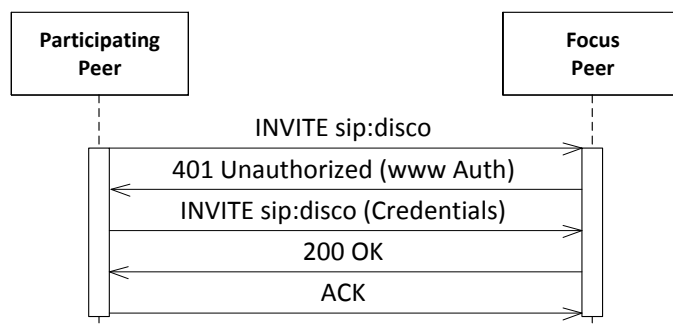 Participating
Peer
Focus
Peer
INVITE sip:disco
401 Unauthorized (www Auth)
INVITE sip:disco (Credentials)
200 OK
ACK